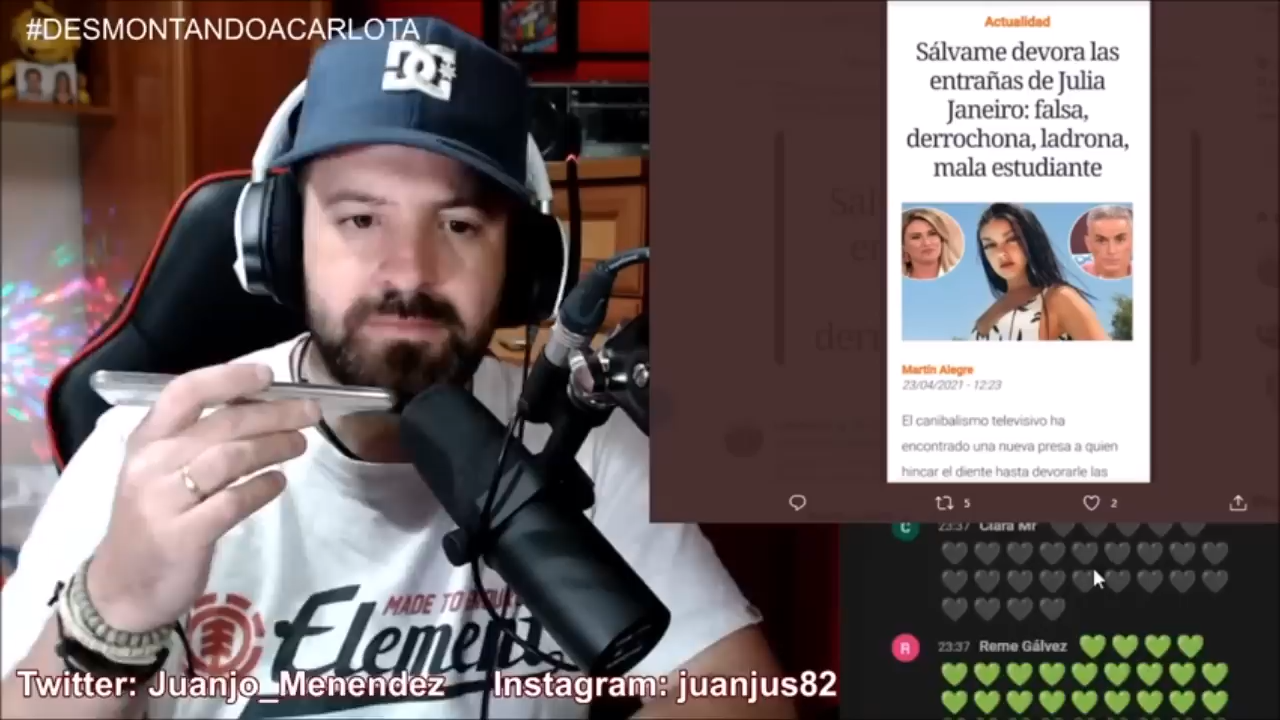 #DESMONTANDOACARLOTA
DC
MADE TO
Element
Twitter: Juanjo_Menendez Instagram: juanjus82
Actualidad
Sálvame devora las
entrañas de Julia
Janeiro: falsa,
derrochona, ladrona,
mala estudiante
Martín Alegre
23/04/2021 - 12:23
El canibalismo televisivo ha
encontrado una nueva presa a quien
hincar el diente hasta devorarle las
5 2
C 23:37 Clara Mr
R 23:37 Reme Gálvez